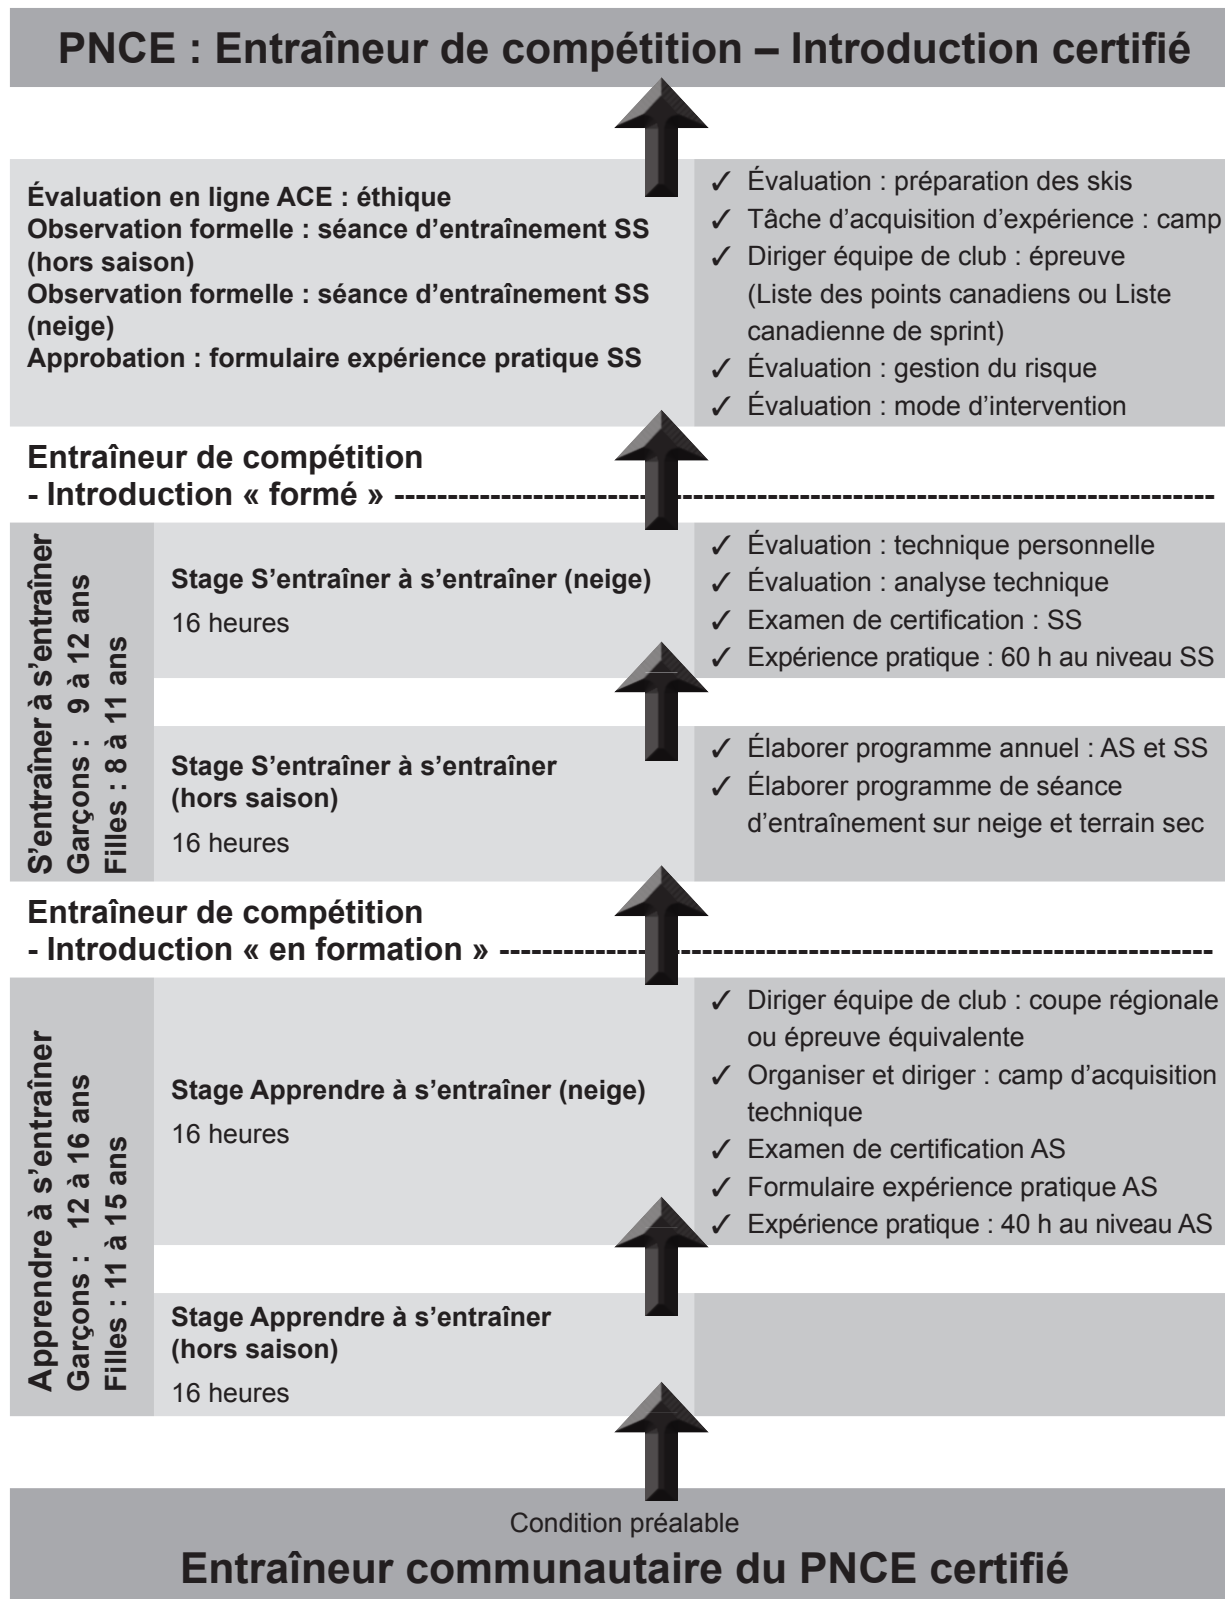 PNCE : Entraîneur de compétition – Introduction certifié
Évaluation en ligne ACE : éthique
Observation formelle : séance d’entraînement SS
(hors saison)
Observation formelle : séance d’entraînement SS
(neige)
Approbation : formulaire expérience pratique SS
✓ Évaluation : préparation des skis
✓ Tâche d’acquisition d’expérience : camp
✓ Diriger équipe de club : épreuve
(Liste des points canadiens ou Liste
canadienne de sprint)
✓ Évaluation : gestion du risque
✓ Évaluation : mode d’intervention
Entraîneur de compétition
- Introduction « formé »
S’entraîner à s’entraîner
Garçons : 9 à 12 ans
Filles : 8 à 11 ans
Stage S’entraîner à s’entraîner (neige)
16 heures
✓ Évaluation : technique personnelle
✓ Évaluation : analyse technique
✓ Examen de certification : SS
✓ Expérience pratique : 60 h au niveau SS
Stage S’entraîner à s’entraîner
(hors saison)
16 heures
✓ Élaborer programme annuel : AS et SS
✓ Élaborer programme de séance
d’entraînement sur neige et terrain sec
Entraîneur de compétition
- Introduction « en formation »
Apprendre à s’entraîner
Garçons : 12 à 16 ans
Filles : 11 à 15 ans
Stage Apprendre à s’entraîner (neige)
16 heures
✓ Diriger équipe de club : coupe régionale
ou épreuve équivalente
✓ Organiser et diriger : camp d’acquisition
technique
✓ Examen de certification AS
✓ Formulaire expérience pratique AS
✓ Expérience pratique : 40 h au niveau AS
Stage Apprendre à s’entraîner
(hors saison)
16 heures
Condition préalable
Entraîneur communautaire du PNCE certifié